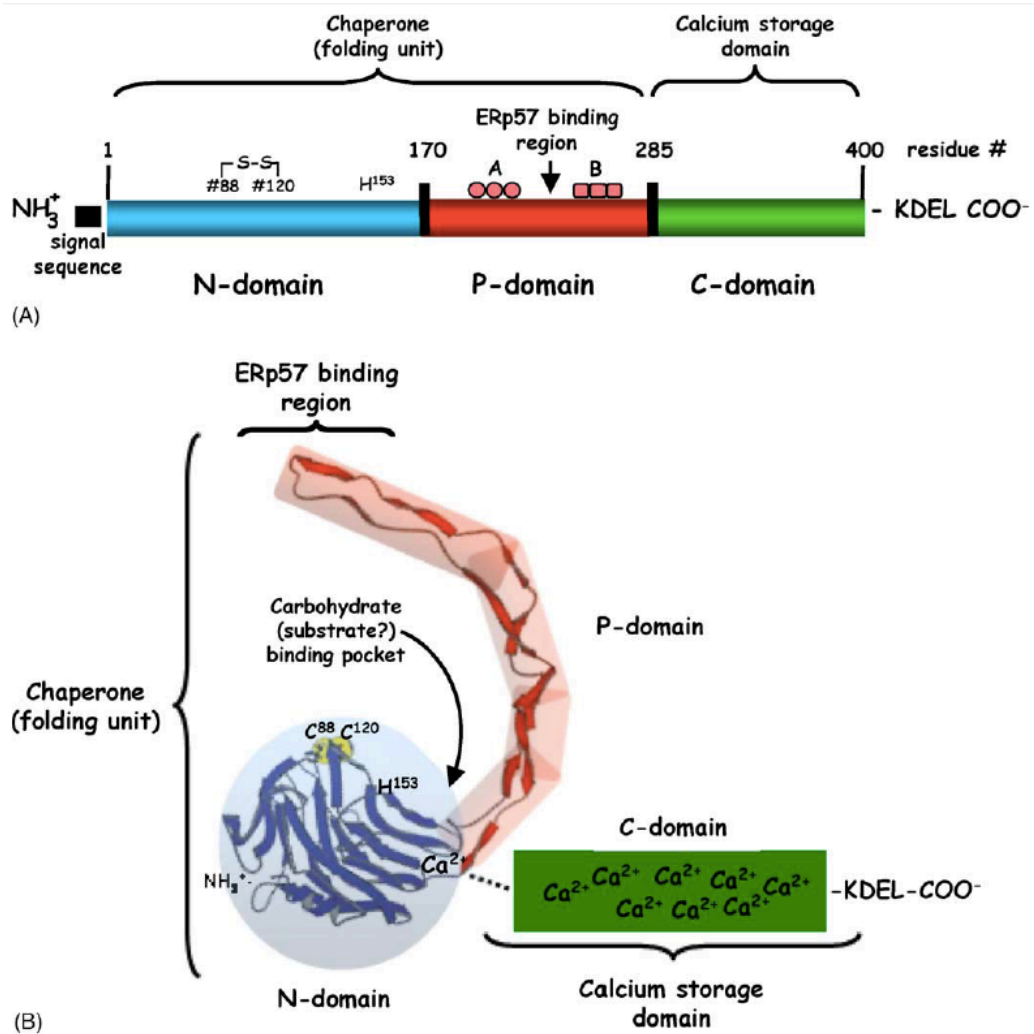 Chaperone
(folding unit)
Calcium storage
domain
ERp57 binding
region
1
170
285
400
residue #
S-S
#88 #120
H¹⁵³
A
B
NH₃⁺
signal
sequence
- KDEL COO⁻
N-domain
P-domain
C-domain
(A)
ERp57 binding
region
Carbohydrate
(substrate?)
binding pocket
P-domain
Chaperone
(folding unit)
C⁸⁸ C¹²⁰
H¹⁵³
Ca²⁺
NH₃⁺-
C-domain
Ca²⁺ Ca²⁺ Ca²⁺ Ca²⁺ Ca²⁺
Ca²⁺ Ca²⁺ Ca²⁺
-KDEL-COO⁻
N-domain
Calcium storage
domain
(B)